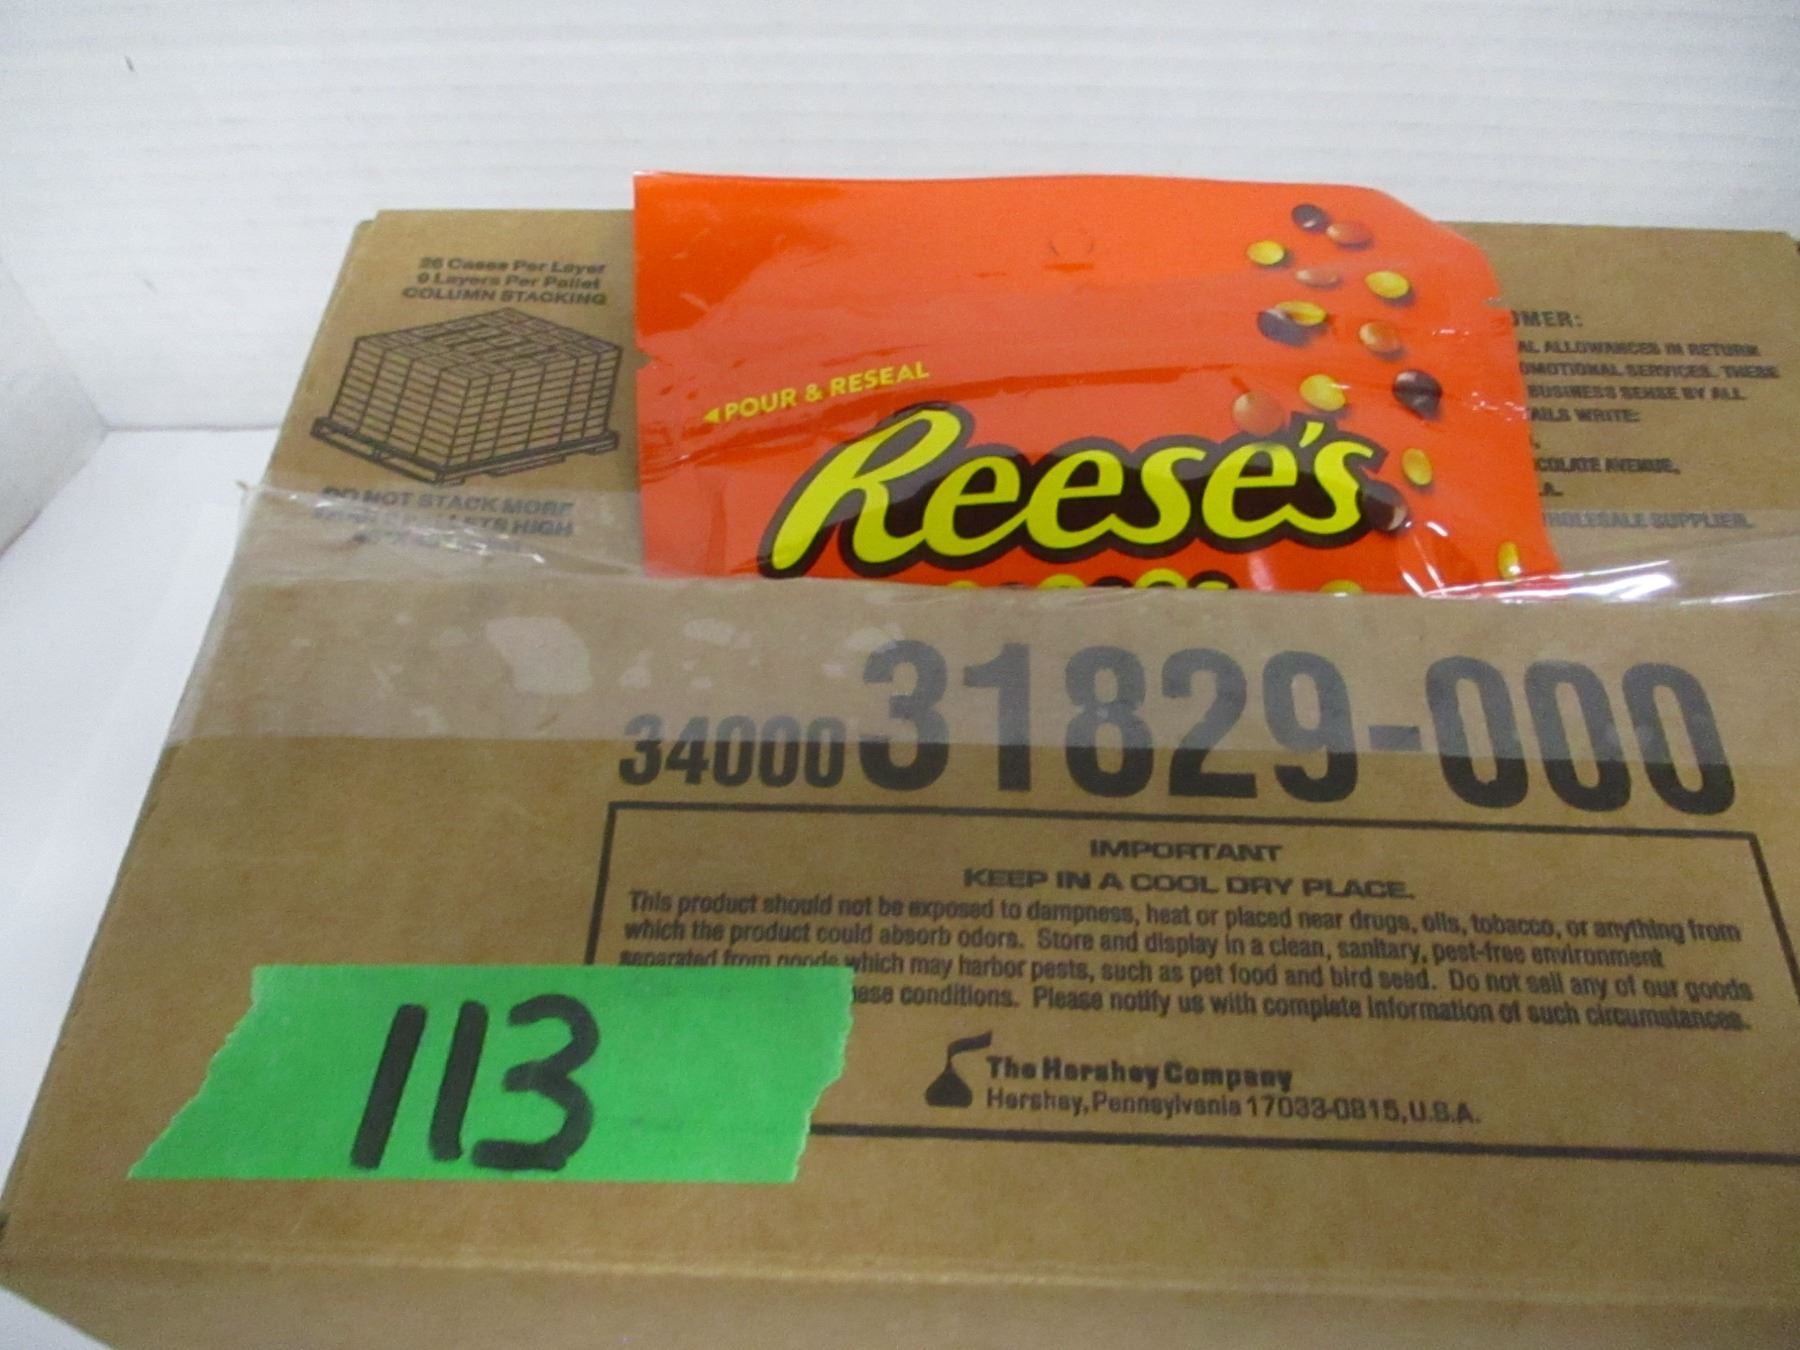 26 Cases Per Layer
9 Layers Per Pallet
COLUMN STACKING
DO NOT STACK MORE
HIGH
POUR & RESEAL
Reese's
OMER:
AL ALLOWANCES IN RETURN
OMOTIONAL SERVICES. THESE
BUSINESS SENSE BY ALL
AILS WRITE:
COLATE AVENUE,
HOLESALE SUPPLIER.
34000 31829-000
IMPORTANT
KEEP IN A COOL DRY PLACE.
This product should not be exposed to dampness, heat or placed near drugs, oils, tobacco, or anything from
which the product could absorb odors. Store and display in a clean, sanitary, pest-free environment
separated from goods which may harbor pests, such as pet food and bird seed. Do not sell any of our goods
ese conditions. Please notify us with complete information of such circumstances.
The Hershey Company
Hershey, Pennsylvania 17033-0815, U.S.A.
113